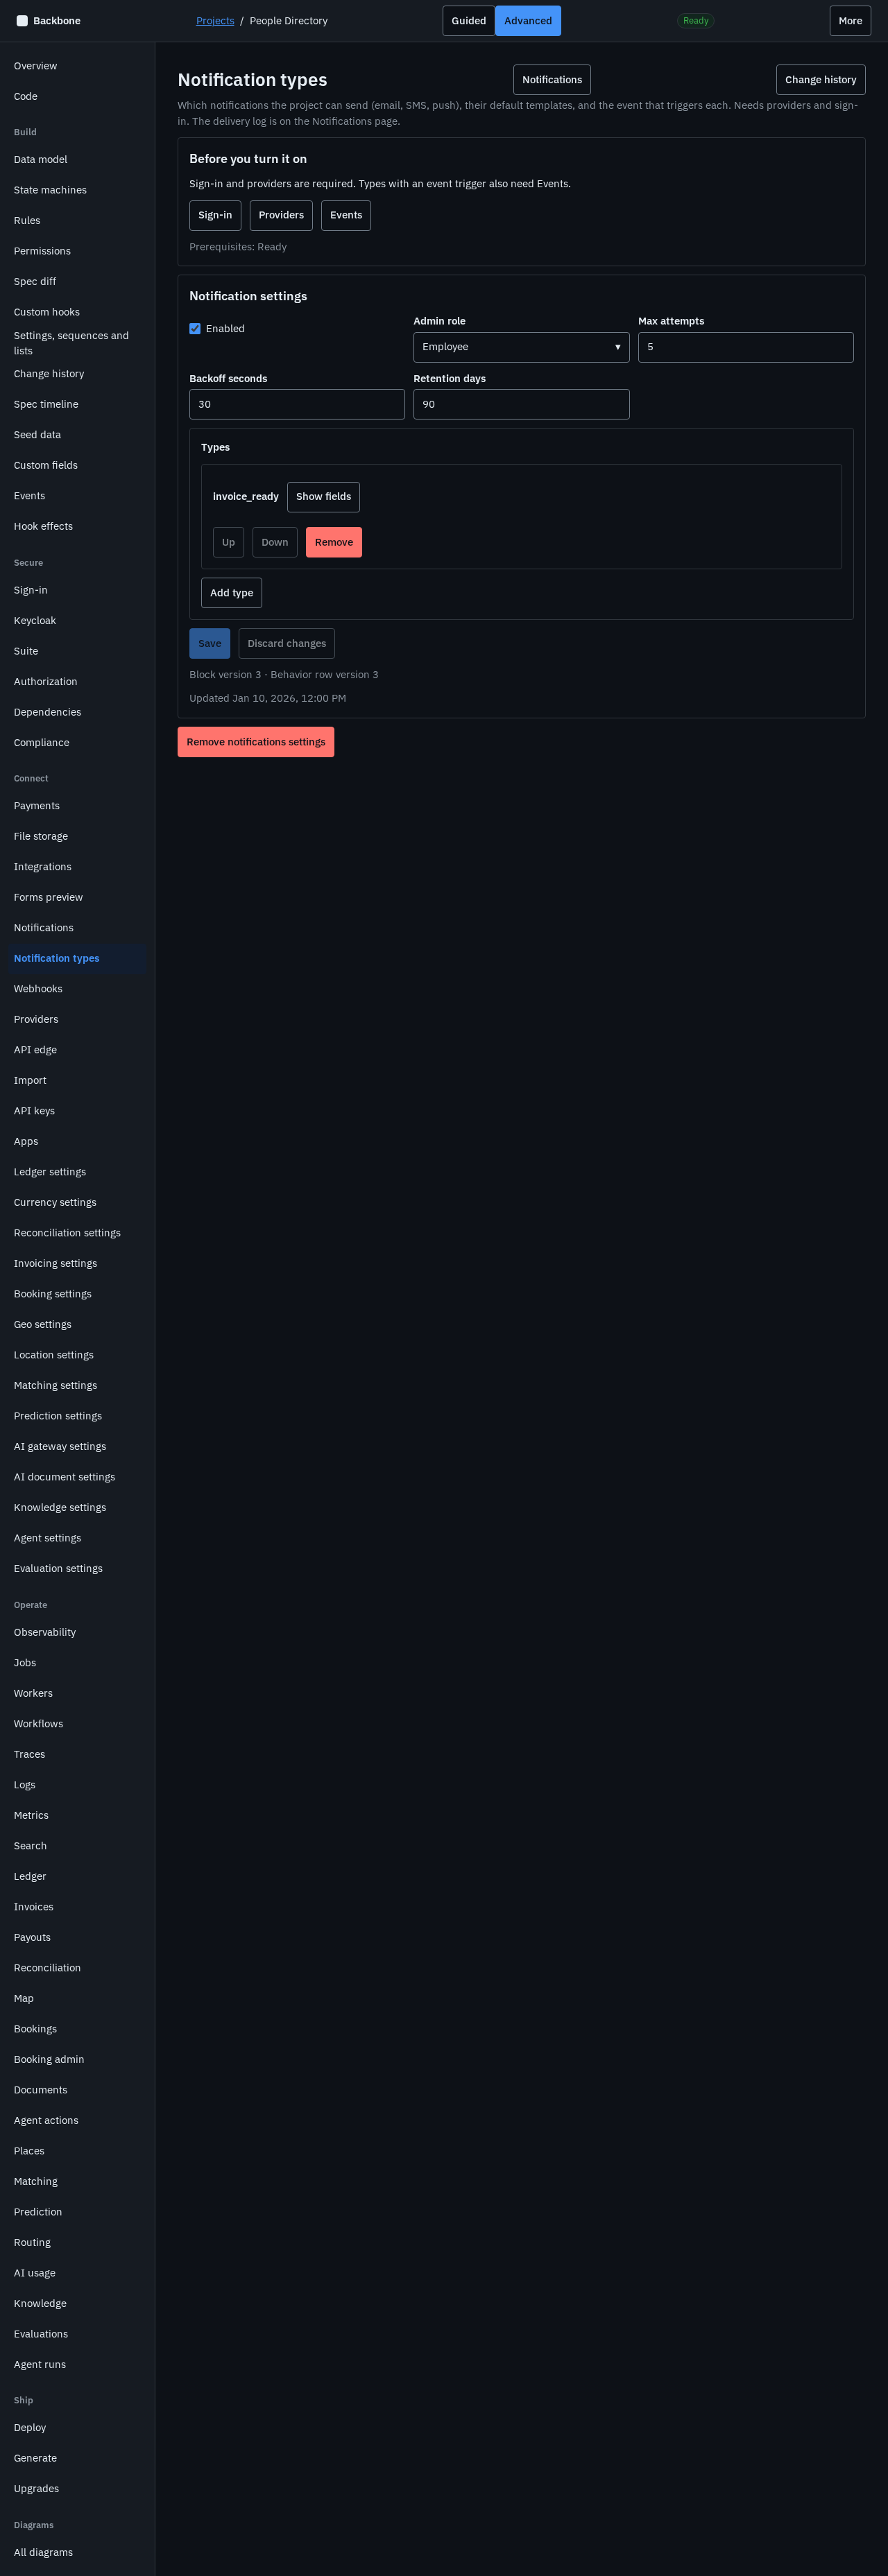 Backbone
Projects / People Directory
Guided
Advanced
Ready
More
Overview
Code
Build
Data model
State machines
Rules
Permissions
Spec diff
Custom hooks
Settings, sequences and
lists
Change history
Spec timeline
Seed data
Custom fields
Events
Hook effects
Secure
Sign-in
Keycloak
Suite
Authorization
Dependencies
Compliance
Connect
Payments
File storage
Integrations
Forms preview
Notifications
Notification types
Webhooks
Providers
API edge
Import
API keys
Apps
Ledger settings
Currency settings
Reconciliation settings
Invoicing settings
Booking settings
Geo settings
Location settings
Matching settings
Prediction settings
AI gateway settings
AI document settings
Knowledge settings
Agent settings
Evaluation settings
Operate
Observability
Jobs
Workers
Workflows
Traces
Logs
Metrics
Search
Ledger
Invoices
Payouts
Reconciliation
Map
Bookings
Booking admin
Documents
Agent actions
Places
Matching
Prediction
Routing
AI usage
Knowledge
Evaluations
Agent runs
Ship
Deploy
Generate
Upgrades
Diagrams
All diagrams
Notification types
Notifications
Change history
Which notifications the project can send (email, SMS, push), their default templates, and the event that triggers each. Needs providers and sign-
in. The delivery log is on the Notifications page.
Before you turn it on
Sign-in and providers are required. Types with an event trigger also need Events.
Sign-in
Providers
Events
Prerequisites: Ready
Notification settings
Enabled
Admin role
Employee
Max attempts
5
Backoff seconds
30
Retention days
90
Types
invoice_ready
Show fields
Up
Down
Remove
Add type
Save
Discard changes
Block version 3 · Behavior row version 3
Updated Jan 10, 2026, 12:00 PM
Remove notifications settings